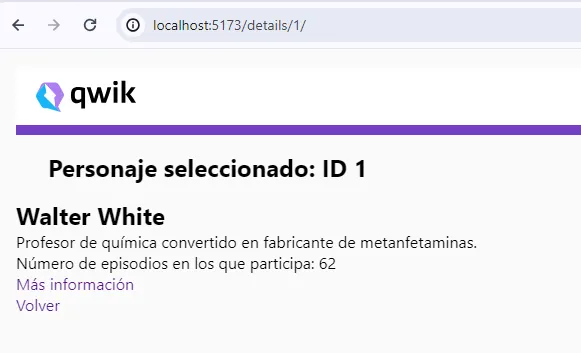 localhost:5173/details/1/
qwik
Personaje seleccionado: ID 1
Walter White
Profesor de química convertido en fabricante de metanfetaminas.
Número de episodios en los que participa: 62
Más información
Volver